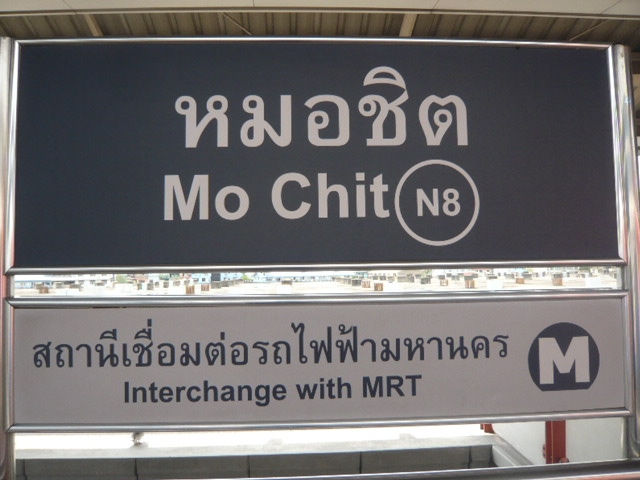 หมอชิต
Mo Chit N8
สถานีเชื่อมต่อรถไฟฟ้ามหานคร
Interchange with MRT
M